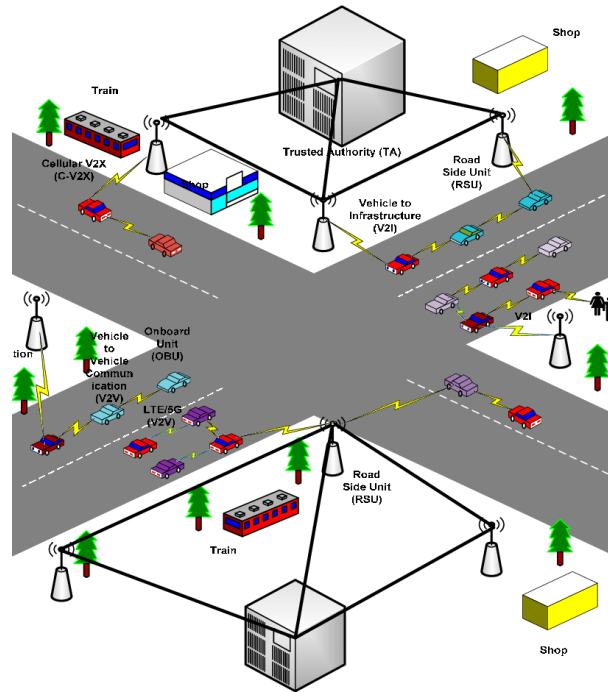 Shop
Train
Trusted Authority (TA)
Cellular V2X
(C-V2X)
Shop
Road
Side Unit
(RSU)
Vehicle to
Infrastructure
(V2I)
V2I
tion
Vehicle
to
Vehicle
Commun
ication
(V2V)
Onboard
Unit
(OBU)
LTE/5G
(V2V)
Road
Side Unit
(RSU)
Train
Shop